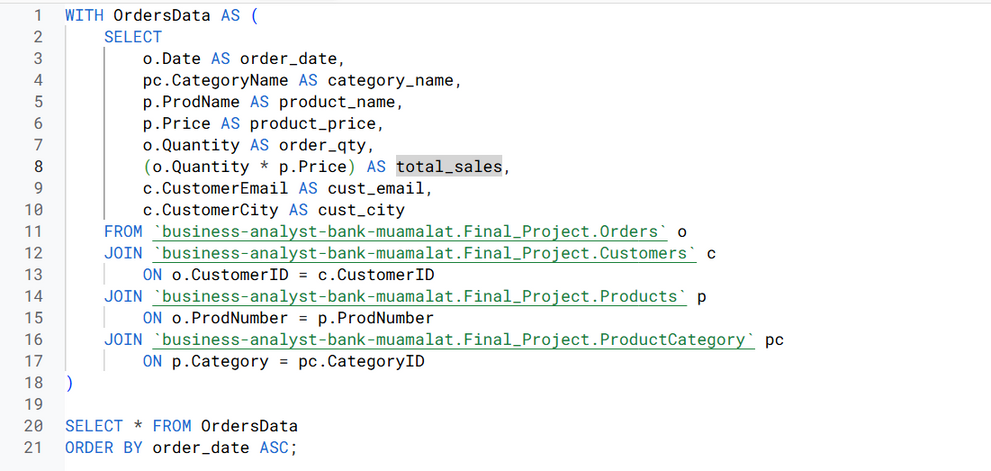 1 WITH OrdersData AS (
2 SELECT
3 o.Date AS order_date,
4 pc.CategoryName AS category_name,
5 p.ProdName AS product_name,
6 p.Price AS product_price,
7 o.Quantity AS order_qty,
8 (o.Quantity * p.Price) AS total_sales,
9 c.CustomerEmail AS cust_email,
10 c.CustomerCity AS cust_city
11 FROM `business-analyst-bank-muamalat.Final_Project.Orders` o
12 JOIN `business-analyst-bank-muamalat.Final_Project.Customers` c
13 ON o.CustomerID = c.CustomerID
14 JOIN `business-analyst-bank-muamalat.Final_Project.Products` p
15 ON o.ProdNumber = p.ProdNumber
16 JOIN `business-analyst-bank-muamalat.Final_Project.ProductCategory` pc
17 ON p.Category = pc.CategoryID
18 )
19
20 SELECT * FROM OrdersData
21 ORDER BY order_date ASC;